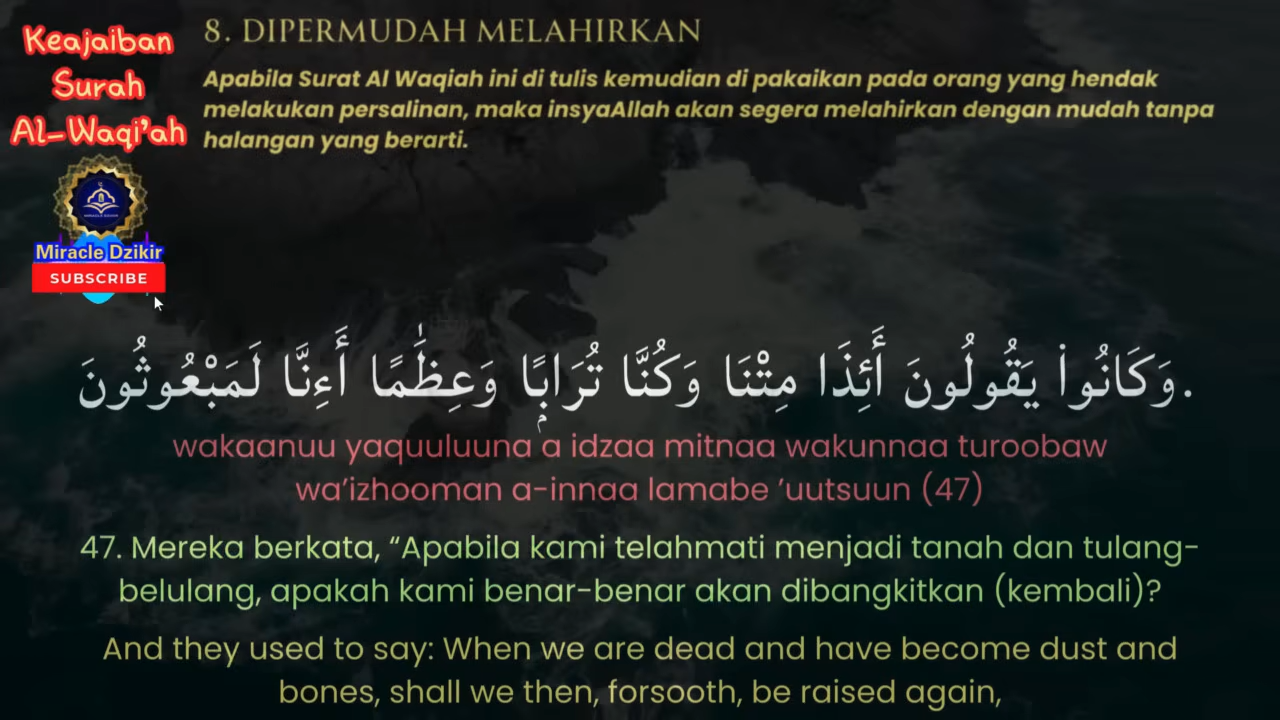 Keajaiban
Surah
AL-Waqi'ah
8. DIPERMUDAH MELAHIRKAN
Apabila Surat Al Waqiah ini di tulis kemudian di pakaikan pada orang yang hendak
melakukan persalinan, maka insyaAllah akan segera melahirkan dengan mudah tanpa
halangan yang berarti.
Miracle Dzikir
SUBSCRIBE
وَكَانُوا۟ يَقُولُونَ أَئِذَا مِتْنَا وَكُنَّا تُرَابًۭا وَعِظَٰمًا أَءِنَّا لَمَبْعُوثُونَ.
wakaanuu yaquuluuna a idzaa mitnaa wakunnaa turoobaw
wa'izhooman a-innaa lamabe 'uutsuun (47)
47. Mereka berkata, “Apabila kami telahmati menjadi tanah dan tulang-
belulang, apakah kami benar-benar akan dibangkitkan (kembali)?
And they used to say: When we are dead and have become dust and
bones, shall we then, forsooth, be raised again,